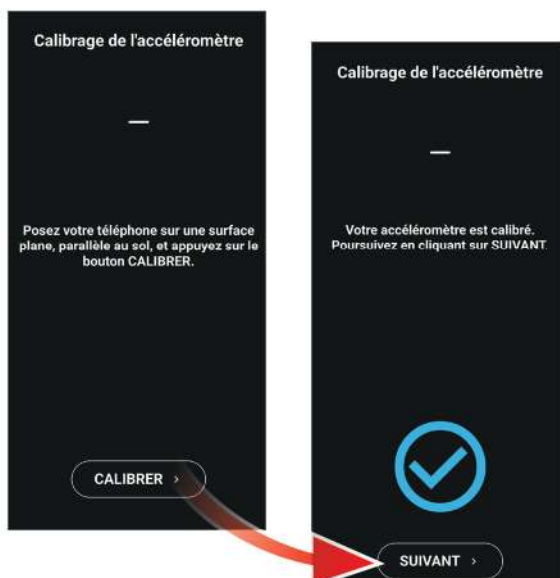 Calibrage de l'accéléromètre
Posez votre téléphone sur une surface
plane, parallèle au sol, et appuyez sur le
bouton CALIBRER.
CALIBRER >
Calibrage de l'accéléromètre
Votre accéléromètre est calibré.
Poursuivez en cliquant sur SUIVANT.
SUIVANT >